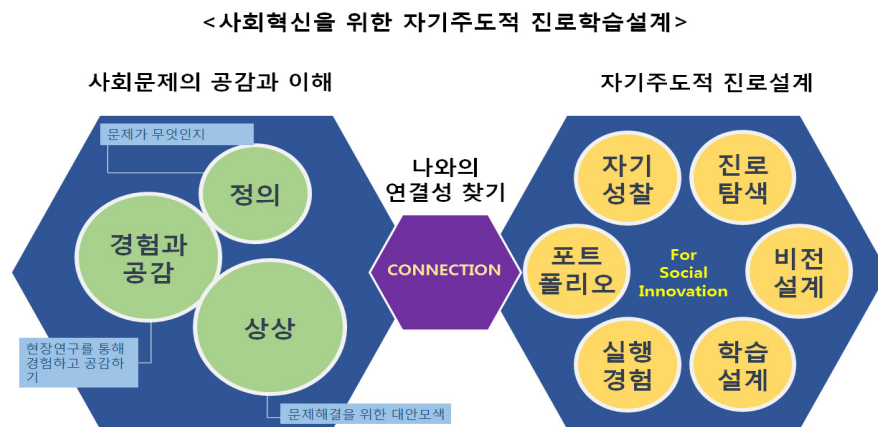 <사회혁신을 위한 자기주도적 진로학습설계>
사회문제의 공감과 이해
문제가 무엇인지
정의
경험과
공감
상상
현장연구를 통해
경험하고 공감하
기
문제해결을 위한 대안모색
나와의
연결성 찾기
CONNECTION
자기주도적 진로설계
자기
성찰
진로
탐색
포트
폴리오
For
Social
Innovation
비전
설계
실행
경험
학습
설계